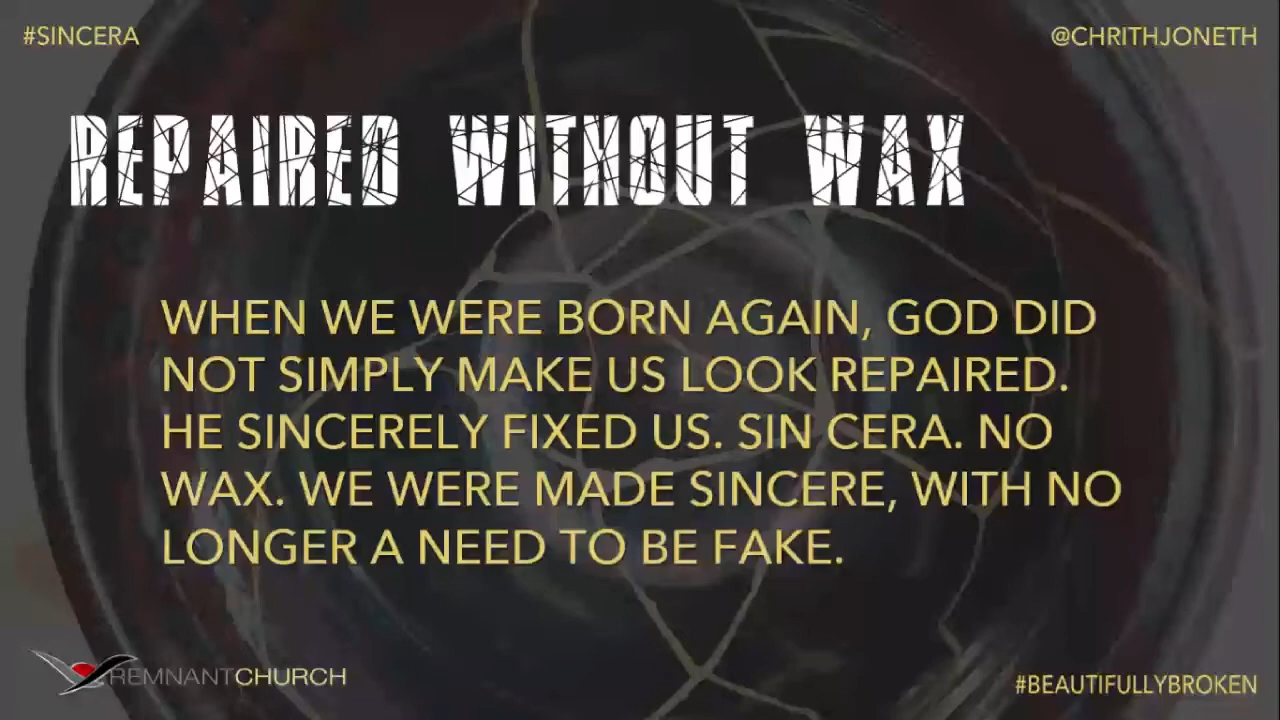 #SINCERA
@CHRITHJONETH
REPAIRED WITHOUT WAX
WHEN WE WERE BORN AGAIN, GOD DID
NOT SIMPLY MAKE US LOOK REPAIRED.
HE SINCERELY FIXED US. SIN CERA. NO
WAX. WE WERE MADE SINCERE, WITH NO
LONGER A NEED TO BE FAKE.
REMNANTCHURCH
#BEAUTIFULLYBROKEN